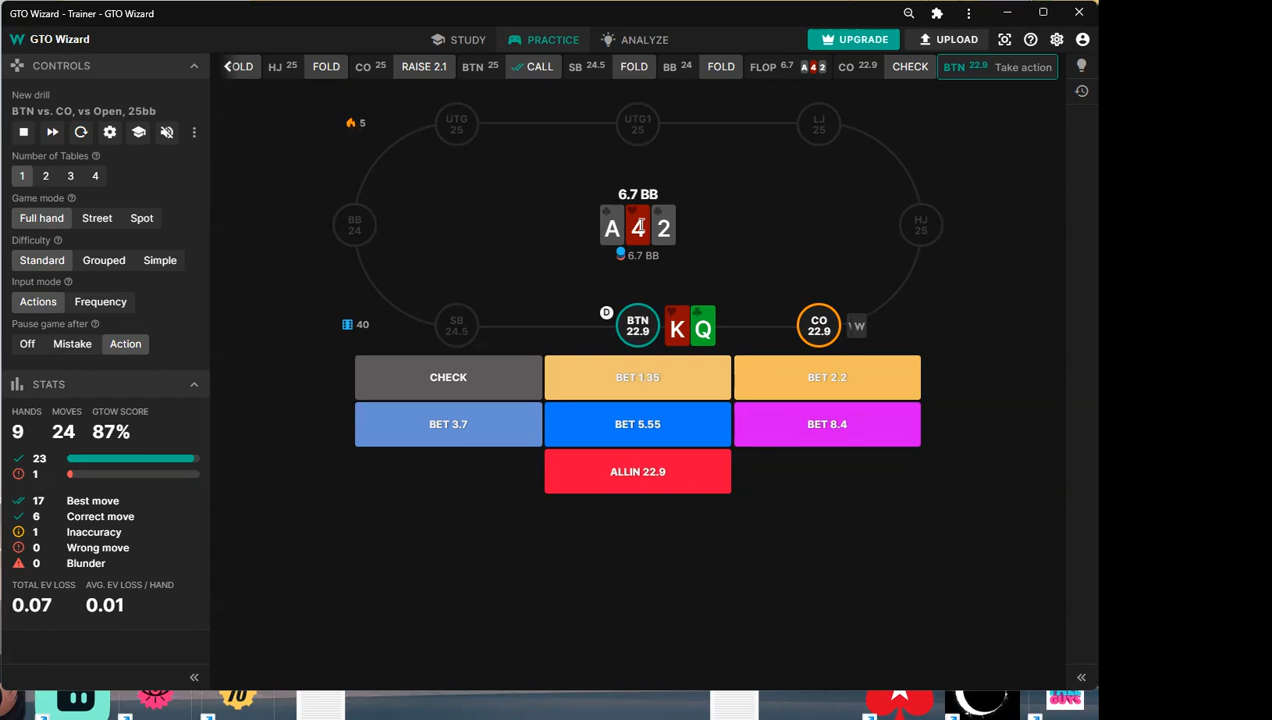 GTO Wizard - Trainer - GTO Wizard
GTO Wizard
STUDY
PRACTICE
ANALYZE
UPGRADE
UPLOAD
CONTROLS
OLD
HJ 25
FOLD
CO 25
RAISE 2.1
BTN 25
CALL
SB 24.5
FOLD
BB 24
FOLD
FLOP 6.7 A 4 2
CO 22.9
CHECK
BTN 22.9 Take action
New drill
BTN vs. CO, vs Open, 25bb
Number of Tables
1 2 3 4
Game mode
Full hand Street Spot
Difficulty
Standard Grouped Simple
Input mode
Actions Frequency
Pause game after
Off Mistake Action
STATS
HANDS MOVES GTOW SCORE
9 24 87%
23
1
17 Best move
6 Correct move
1 Inaccuracy
0 Wrong move
0 Blunder
TOTAL EV LOSS AVG. EV LOSS / HAND
0.07 0.01
5
UTG
25
UTG1
25
LJ
25
6.7 BB
BB
24
A 4 2
HJ
25
6.7 BB
40
SB
24.5
D
BTN
22.9
K Q
CO
22.9
W
CHECK
BET 1.35
BET 2.2
BET 3.7
BET 5.55
BET 8.4
ALLIN 22.9